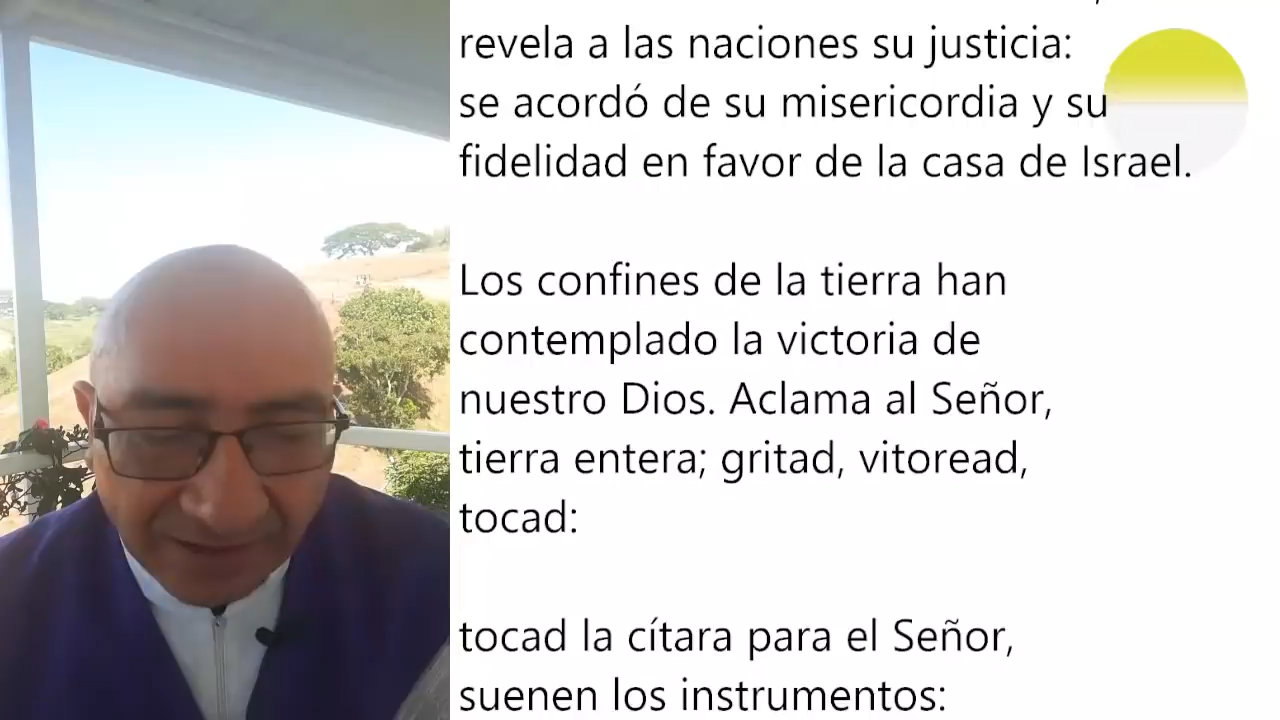 revela a las naciones su justicia:
se acordó de su misericordia y su
fidelidad en favor de la casa de Israel.
Los confines de la tierra han
contemplado la victoria de
nuestro Dios. Aclama al Señor,
tierra entera; gritad, vitoread,
tocad:
tocad la cítara para el Señor,
suenen los instrumentos: